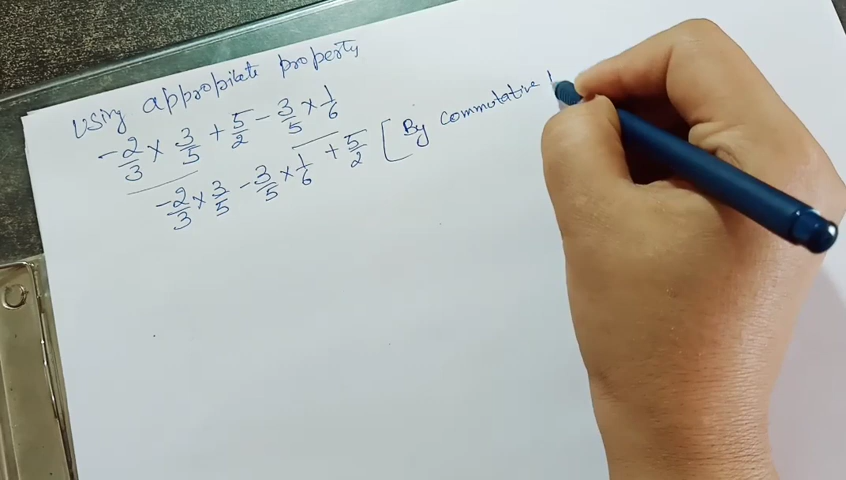 Using appropilate property
-2/3 × 3/5 + 5/2 - 3/5 × 1/6
-2/3 × 3/5 - 3/5 × 1/6 + 5/2 [By commutative